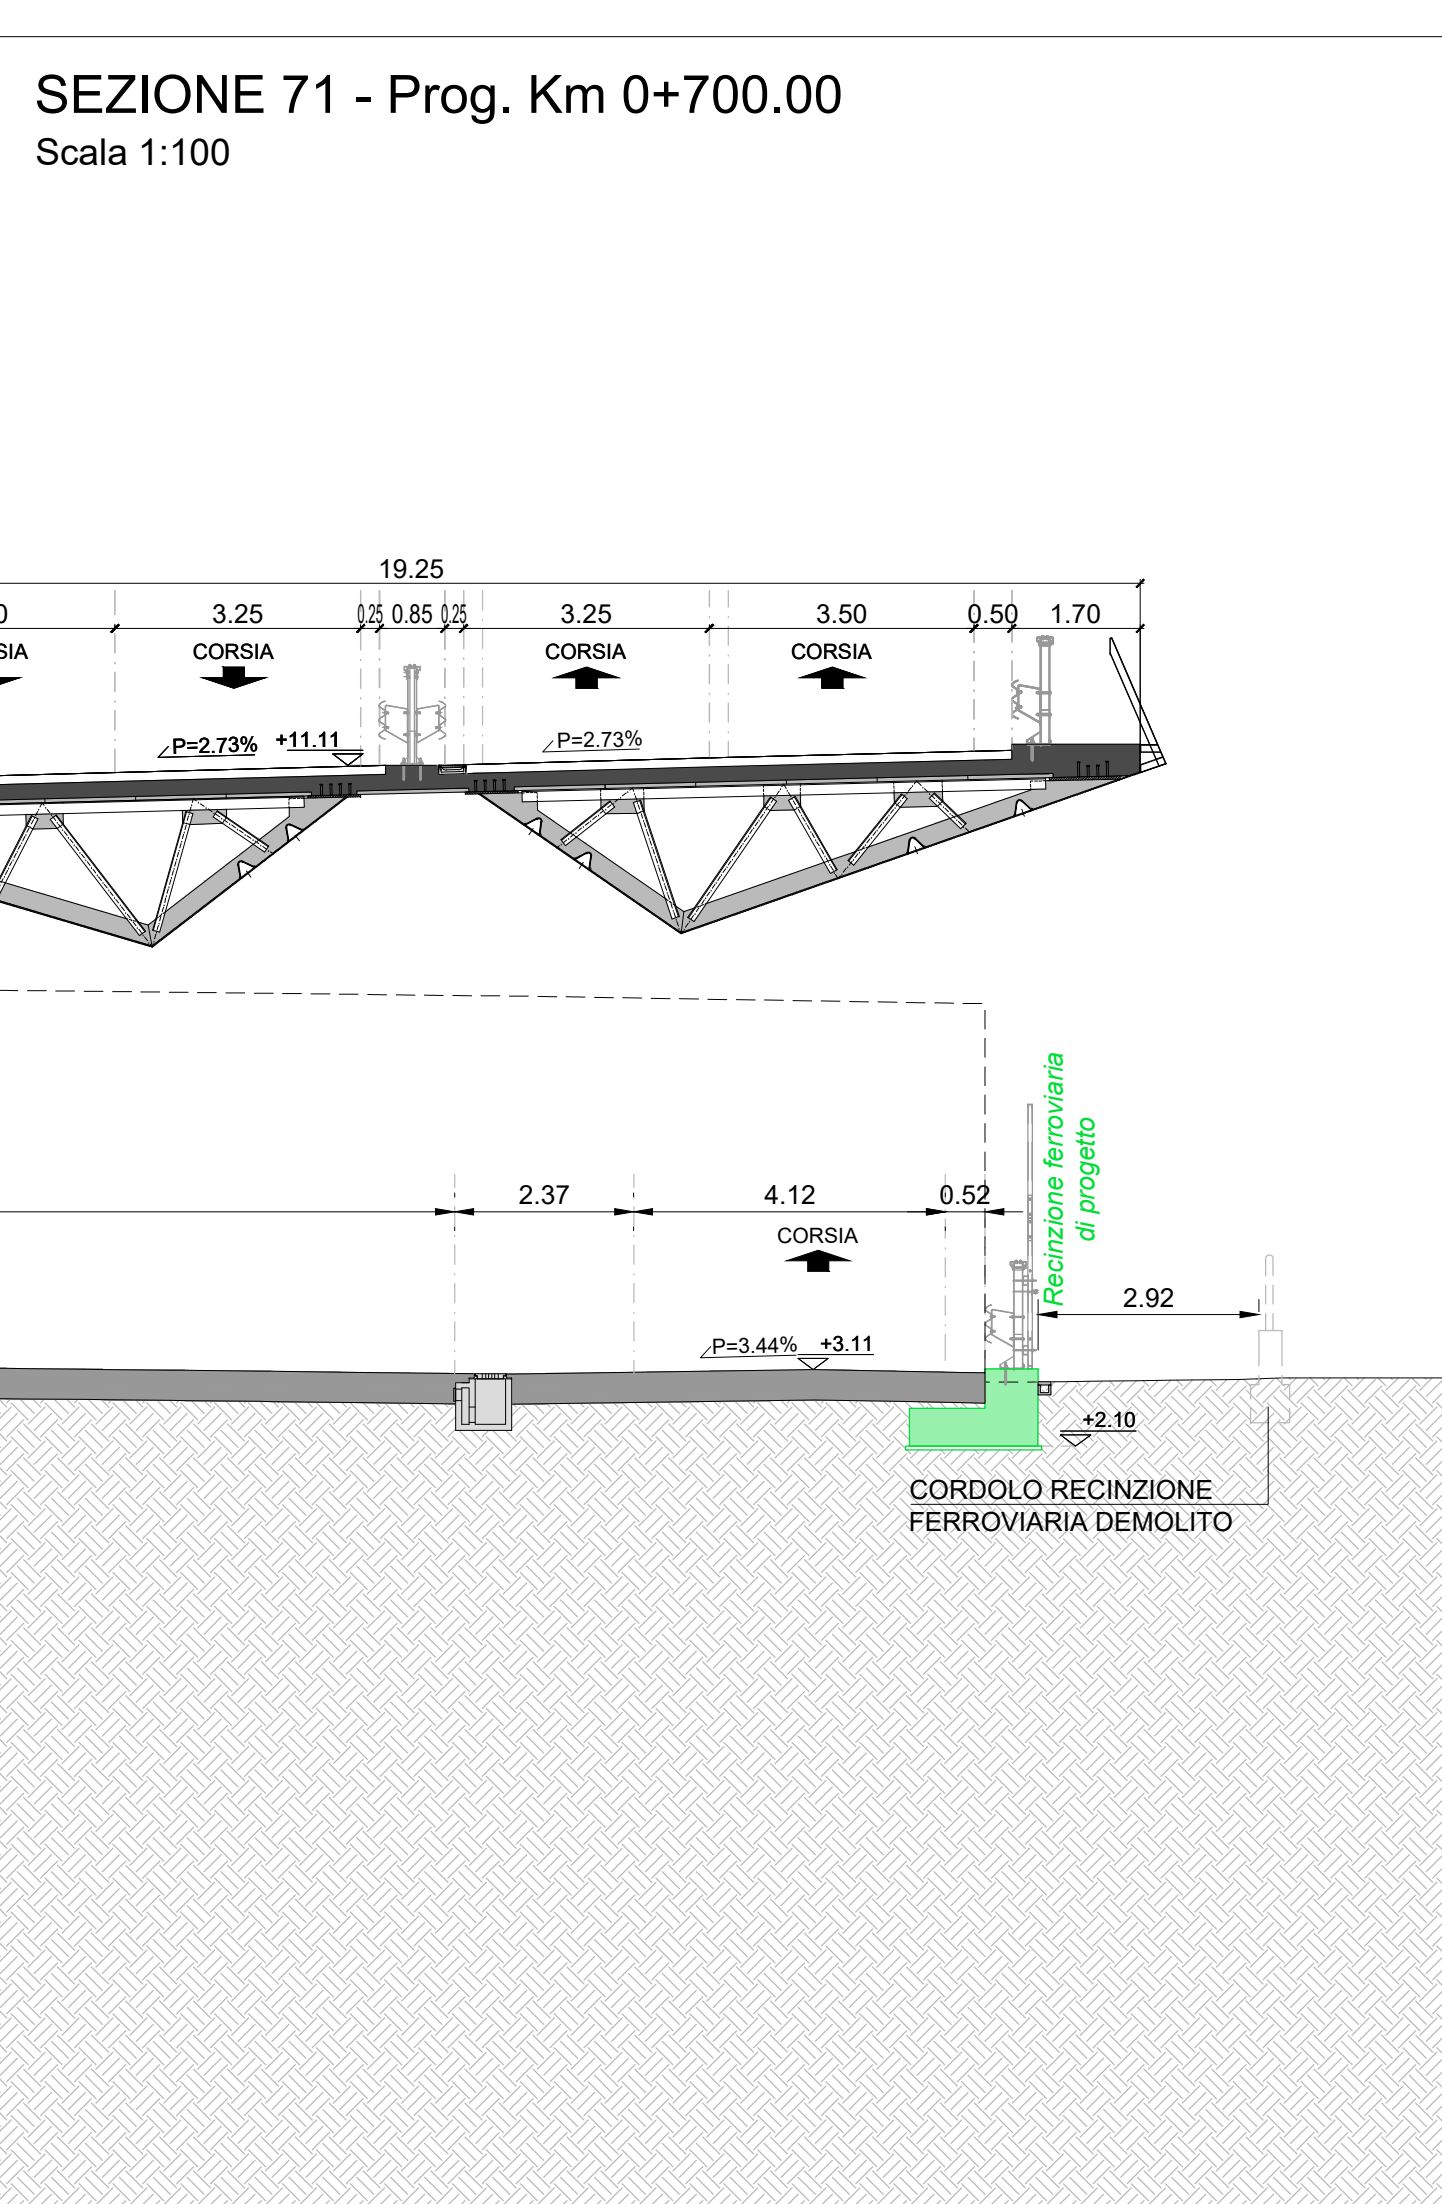 SEZIONE 71 - Prog. Km 0+700.00
Scala 1:100
19.25
0 3.25 0.25 0.85 0.25 3.25 3.50 0.50 1.70
SIA CORSIA CORSIA CORSIA
P=2.73% +11.11 P=2.73%
Recinzione ferroviaria
di progetto
2.37 4.12 0.52
CORSIA
2.92
P=3.44% +3.11
+2.10
CORDOLO RECINZIONE
FERROVIARIA DEMOLITO